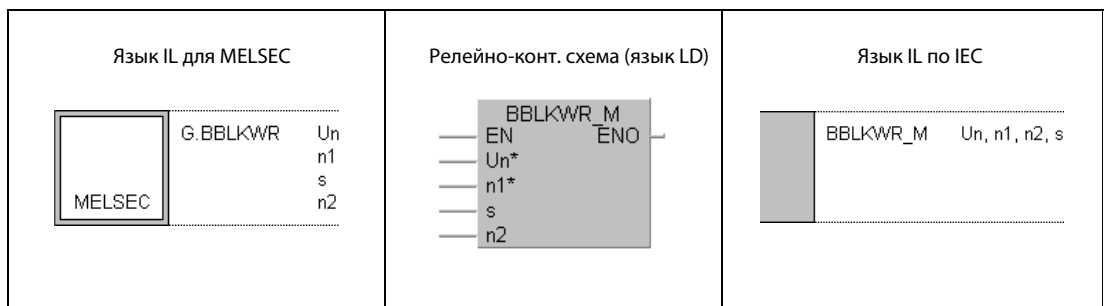 Язык IL для MELSEC
MELSEC
G.BBLKWR Un
n1
s
n2
Релейно-конт. схема (язык LD)
BBLKWR_M
EN ENO
Un*
n1*
s
n2
Язык IL по IEC
BBLKWR_M Un, n1, n2, s